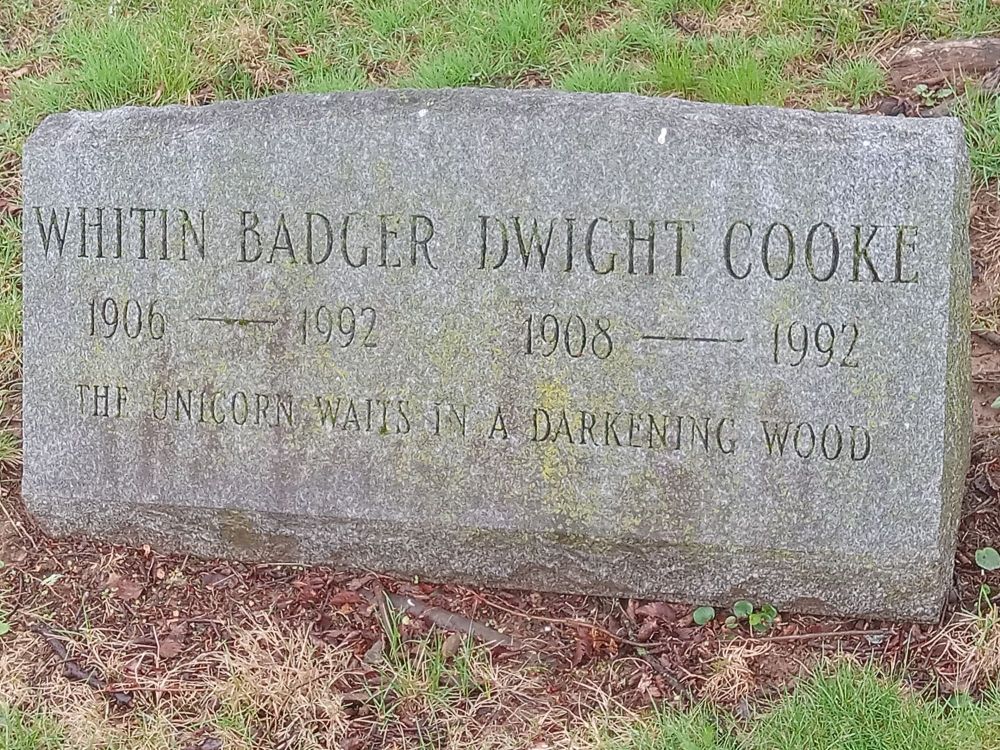 WHITIN BADGER DWIGHT COOKE
1906 — 1992 1908 — 1992
THE UNICORN WAITS IN A DARKENING WOOD